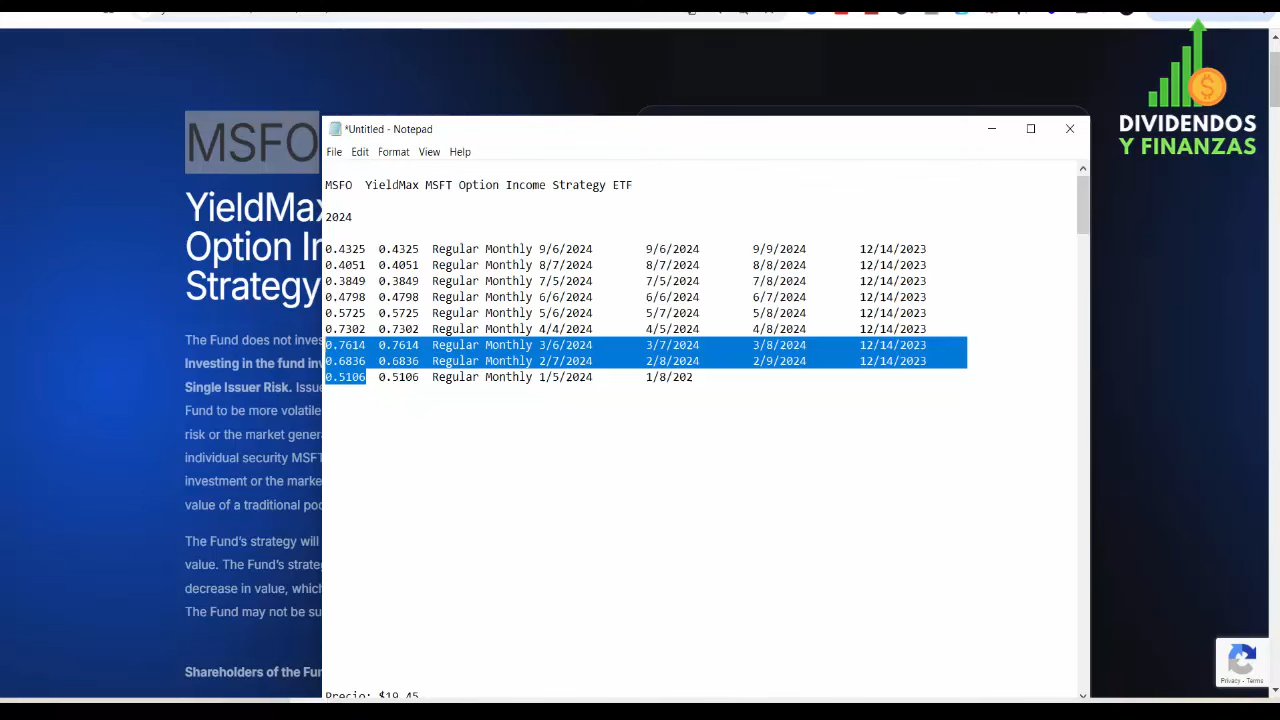 DIVIDENDOS
Y FINANZAS
MSFO
YieldMax
Option In
Strategy
The Fund does not inves
Investing in the fund inv
Single Issuer Risk. Issue
Fund to be more volatile
risk or the market genera
individual security MSFT
investment or the marke
value of a traditional poo
The Fund's strategy will
value. The Fund's strate
decrease in value, which
The Fund may not be su
Shareholders of the Fun
*Untitled - Notepad
File Edit Format View Help
MSFO YieldMax MSFT Option Income Strategy ETF
2024
0.4325 0.4325 Regular Monthly 9/6/2024 9/6/2024 9/9/2024 12/14/2023
0.4051 0.4051 Regular Monthly 8/7/2024 8/7/2024 8/8/2024 12/14/2023
0.3849 0.3849 Regular Monthly 7/5/2024 7/5/2024 7/8/2024 12/14/2023
0.4798 0.4798 Regular Monthly 6/6/2024 6/6/2024 6/7/2024 12/14/2023
0.5725 0.5725 Regular Monthly 5/6/2024 5/7/2024 5/8/2024 12/14/2023
0.7302 0.7302 Regular Monthly 4/4/2024 4/5/2024 4/8/2024 12/14/2023
0.7614 0.7614 Regular Monthly 3/6/2024 3/7/2024 3/8/2024 12/14/2023
0.6836 0.6836 Regular Monthly 2/7/2024 2/8/2024 2/9/2024 12/14/2023
0.5106 0.5106 Regular Monthly 1/5/2024 1/8/202
Precio: $19.45
Privacy - Terms